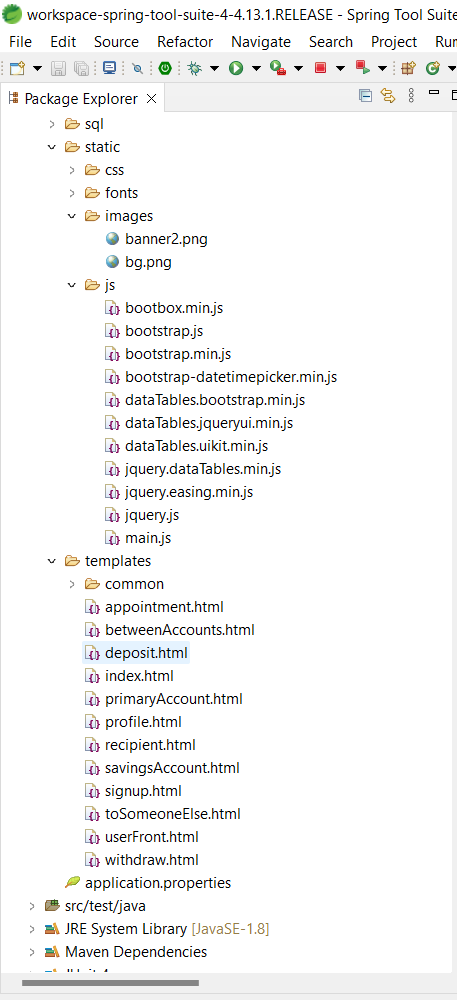 workspace-spring-tool-suite-4-4.13.1.RELEASE - Spring Tool Suite
File Edit Source Refactor Navigate Search Project Run
Package Explorer
sql
static
css
fonts
images
banner2.png
bg.png
js
bootbox.min.js
bootstrap.js
bootstrap.min.js
bootstrap-datetimepicker.min.js
dataTables.bootstrap.min.js
dataTables.jqueryui.min.js
dataTables.uikit.min.js
jquery.dataTables.min.js
jquery.easing.min.js
jquery.js
main.js
templates
common
appointment.html
betweenAccounts.html
deposit.html
index.html
primaryAccount.html
profile.html
recipient.html
savingsAccount.html
signup.html
toSomeoneElse.html
userFront.html
withdraw.html
application.properties
src/test/java
JRE System Library [JavaSE-1.8]
Maven Dependencies